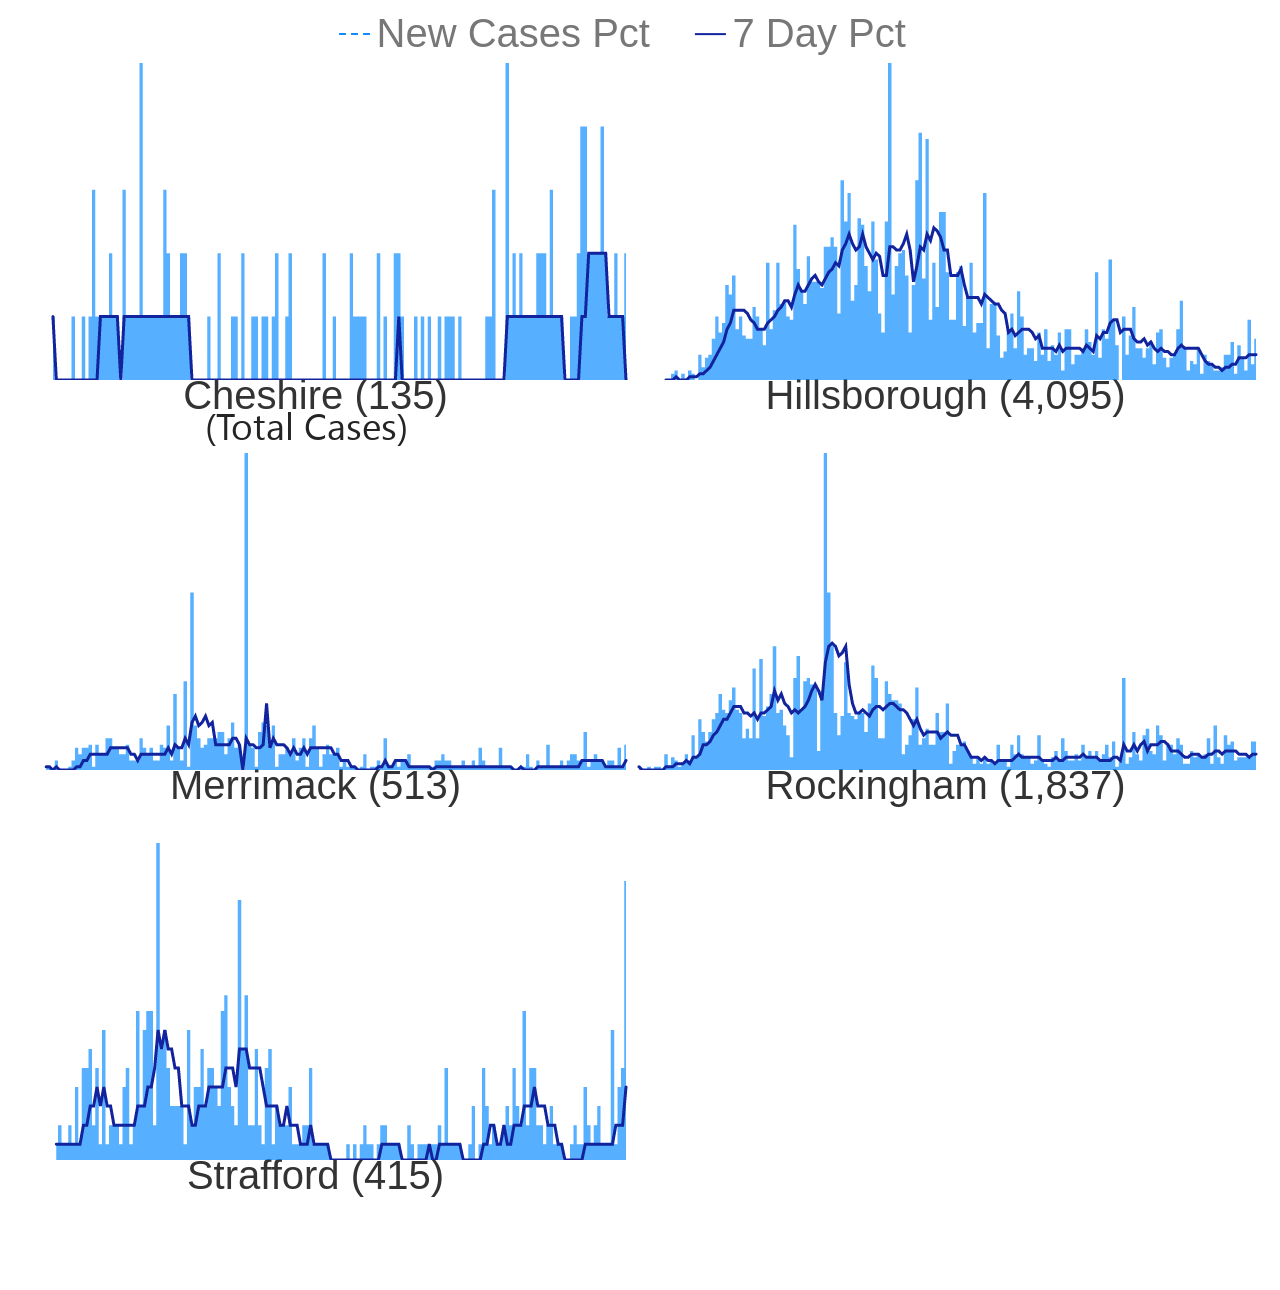 New Cases Pct 7 Day Pct
Cheshire (135) Hillsborough (4,095)
(Total Cases)
Merrimack (513) Rockingham (1,837)
Strafford (415)